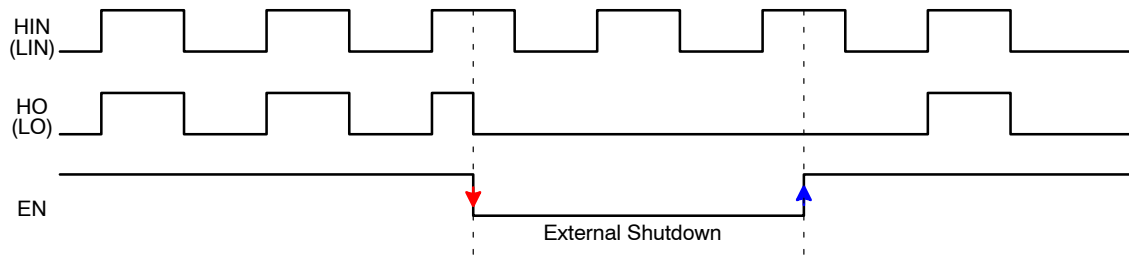 HIN
(LIN)
HO
(LO)
EN
External Shutdown